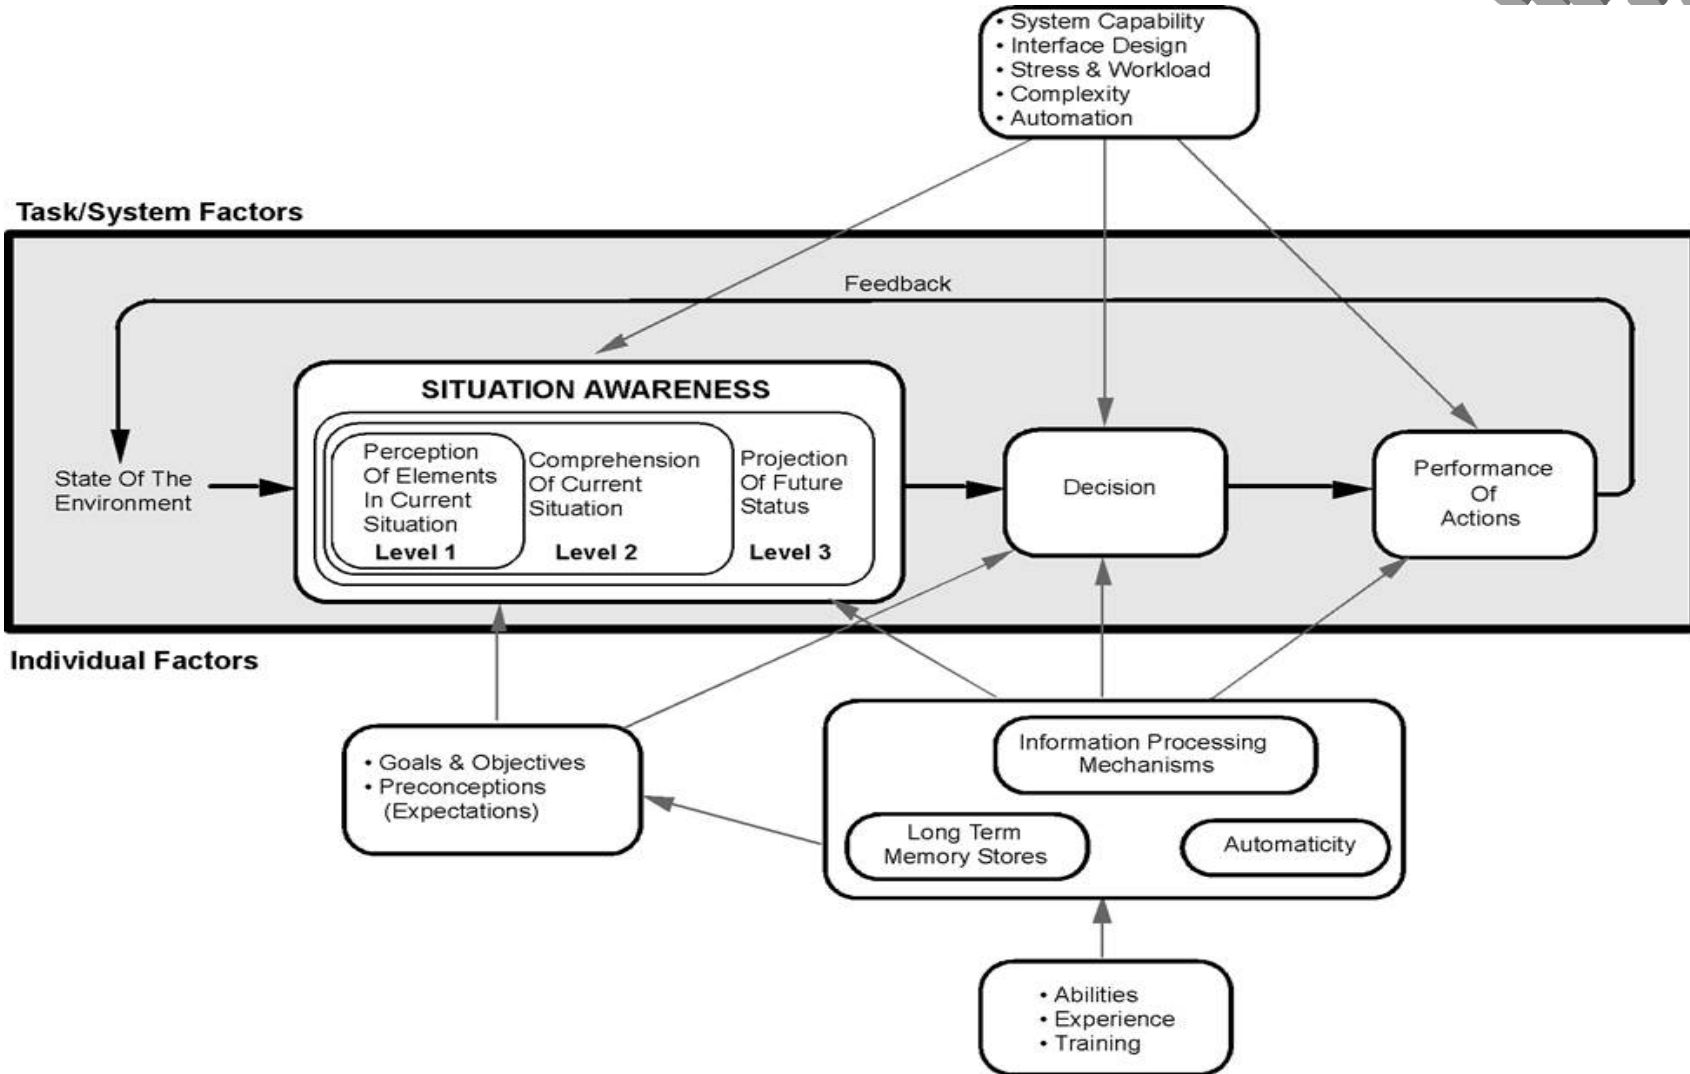 • System Capability
• Interface Design
• Stress & Workload
• Complexity
• Automation
Task/System Factors
Feedback
SITUATION AWARENESS
State Of The
Environment
Perception
Of Elements
In Current
Situation
Level 1
Comprehension
Of Current
Situation
Level 2
Projection
Of Future
Status
Level 3
Decision
Performance
Of
Actions
Individual Factors
• Goals & Objectives
• Preconceptions
(Expectations)
Information Processing
Mechanisms
Long Term
Memory Stores
Automaticity
• Abilities
• Experience
• Training